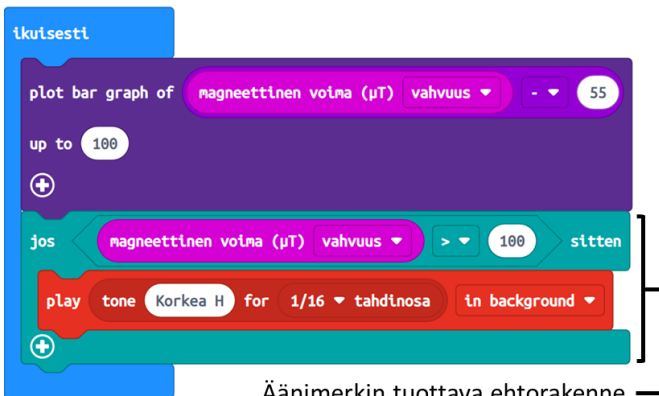 ikuisesti
plot bar graph of magneettinen voima (µT) vahvuus - 55
up to 100
jos magneettinen voima (µT) vahvuus > 100 sitten
play tone Korkea H for 1/16 tahdinosa in background
Äänimerkin tuottava ehtorakenne